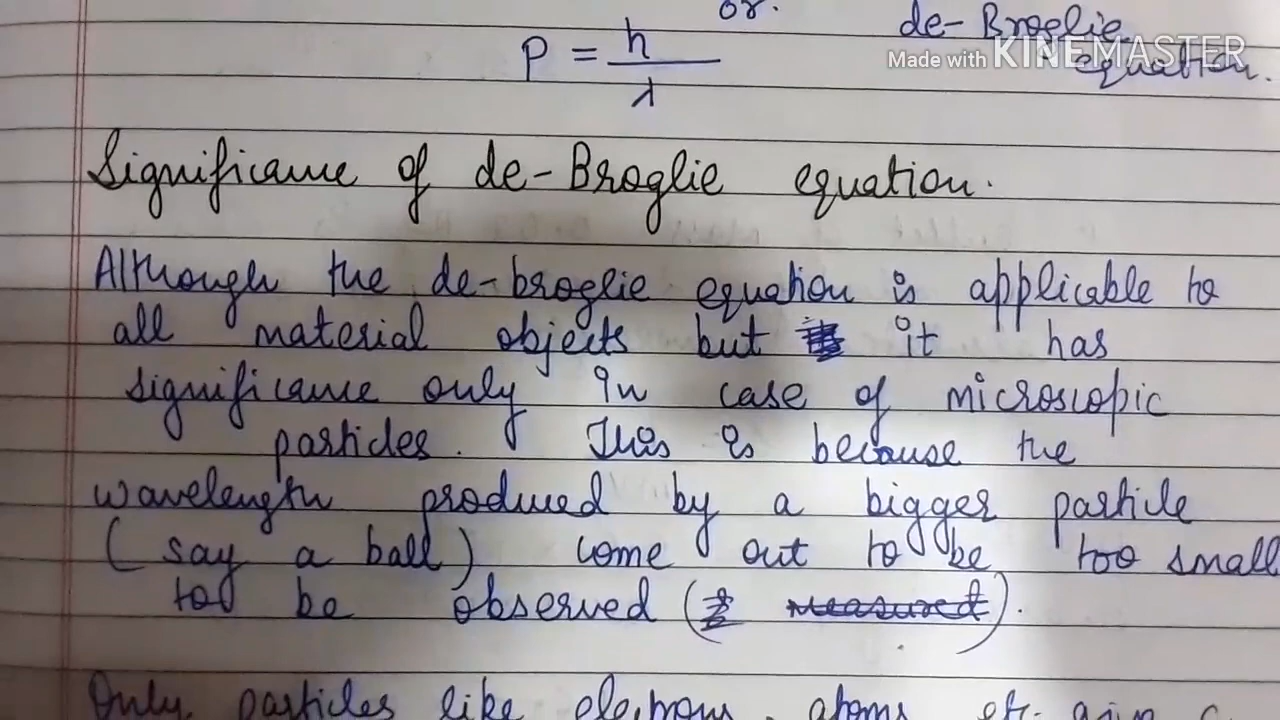 or.
de-Broglie
P = h/λ
equation.
Made with KINEMASTER
Significance of de-Broglie equation.
Although the de-broglie equation is applicable to
all material objects but it has
significance only in case of microscopic
particles. This is because the
wavelength produced by a bigger particle
(say a ball) come out to be too small
too be observed ( measured).
Only particles like electrons, atoms etc.